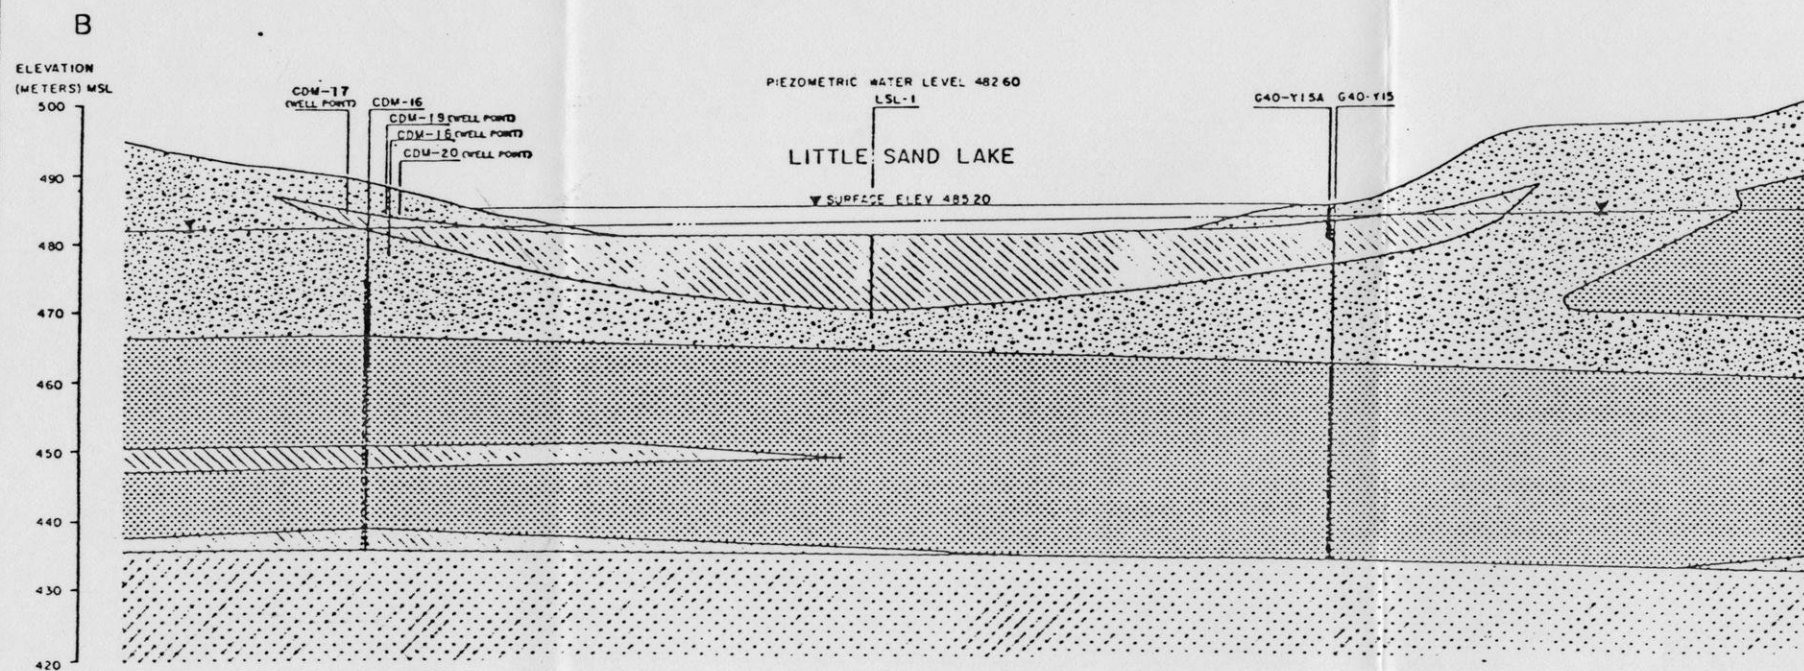 B
ELEVATION
(METERS) MSL
500
490
480
470
460
450
440
430
420
CDM-17
(WELL POINT)
CDM-16
CDM-19 (WELL POINT)
CDM-18 (WELL POINT)
CDM-20 (WELL POINT)
PIEZOMETRIC WATER LEVEL 482.60
LSL-1
LITTLE SAND LAKE
SURFACE ELEV 485.20
G40-Y15A G40-Y15